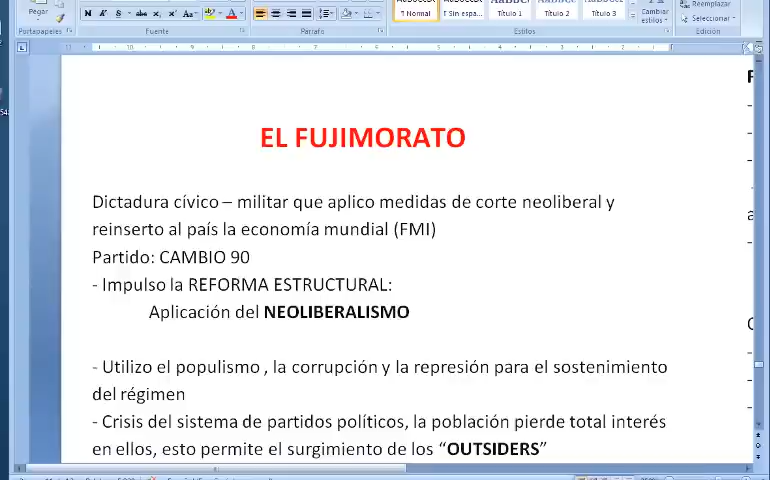 Pegar
N
Título 1
Título 2
Título 3
¶ Normal
¶ Sin espa...
Cambiar
estilos
Reemplazar
Seleccionar
Portapapeles
Fuente
Párrafo
Estilos
Edición
EL FUJIMORATO
Dictadura cívico – militar que aplico medidas de corte neoliberal y
reinserto al país la economía mundial (FMI)
Partido: CAMBIO 90
- Impulso la REFORMA ESTRUCTURAL:
Aplicación del NEOLIBERALISMO
- Utilizo el populismo , la corrupción y la represión para el sostenimiento
del régimen
- Crisis del sistema de partidos políticos, la población pierde total interés
en ellos, esto permite el surgimiento de los “OUTSIDERS”